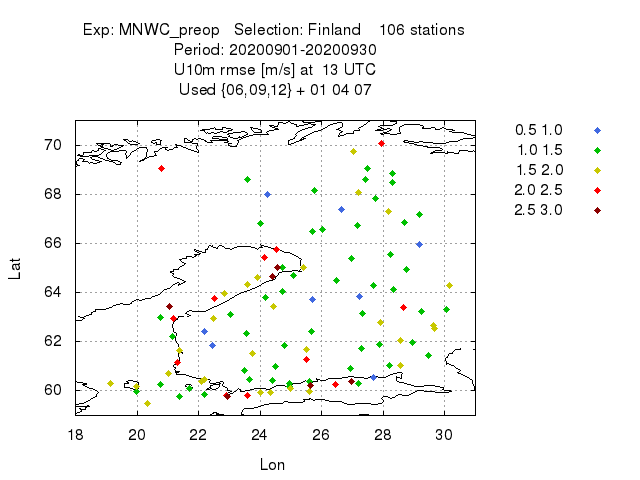 Exp: MNWC_preop Selection: Finland 106 stations
Period: 20200901-20200930
U10m rmse [m/s] at 13 UTC
Used {06,09,12} + 01 04 07
0.5 1.0
1.0 1.5
1.5 2.0
2.0 2.5
2.5 3.0
70
68
66
64
62
60
Lat
18 20 22 24 26 28 30
Lon